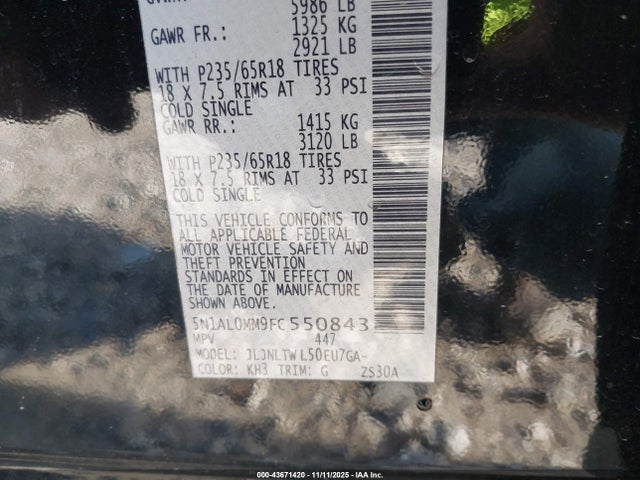 5986 LB
GAWR FR.: 1325 KG
2921 LB
WITH P235/65R18 TIRES
18 X 7.5 RIMS AT 33 PSI
COLD SINGLE
GAWR RR.: 1415 KG
3120 LB
WITH P235/65R18 TIRES
18 X 7.5 RIMS AT 33 PSI
COLD SINGLE
THIS VEHICLE CONFORMS TO
ALL APPLICABLE FEDERAL
MOTOR VEHICLE SAFETY AND
THEFT PREVENTION
STANDARDS IN EFFECT ON
THE DATE OF MANUFACTURE
SHOWN ABOVE.
5N1AL0MM9FC550843
MPV 447
MODEL: JLJNLTWL50EU7GA-
COLOR: KH3 TRIM: G ZS30A
000-43671420 - 11/11/2025 - IAA Inc.